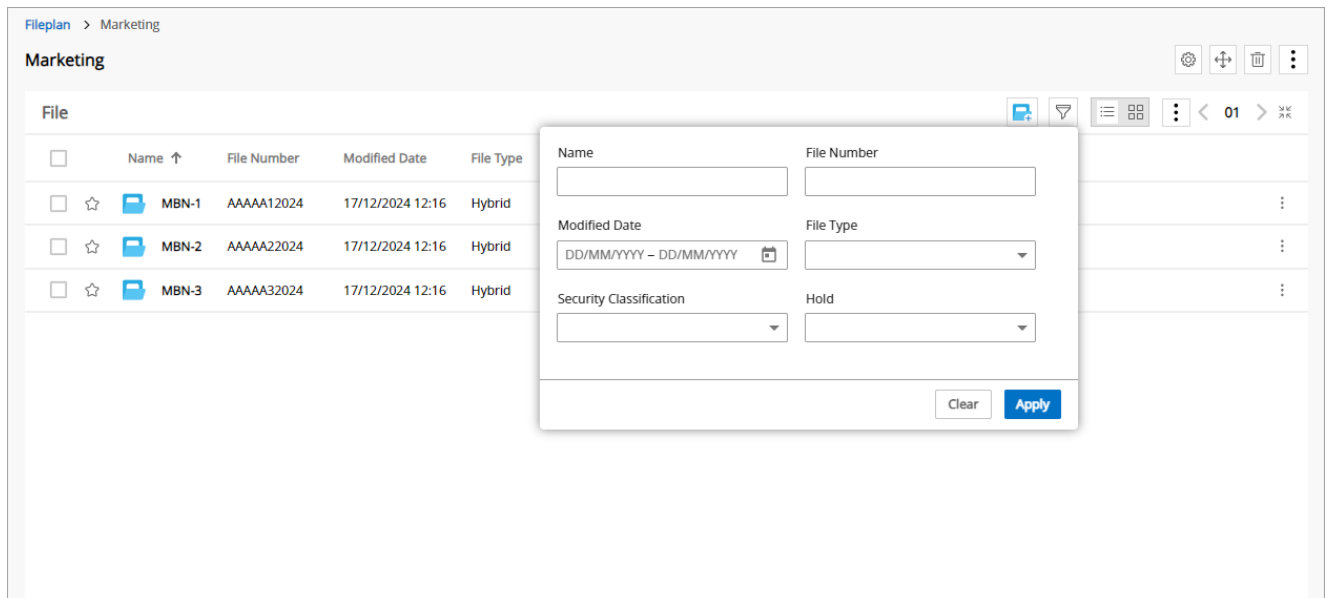 Fileplan > Marketing
Marketing
File
01
Name ↑ File Number Modified Date File Type
MBN-1 AAAAA12024 17/12/2024 12:16 Hybrid
MBN-2 AAAAA22024 17/12/2024 12:16 Hybrid
MBN-3 AAAAA32024 17/12/2024 12:16 Hybrid
Name File Number
Modified Date File Type
DD/MM/YYYY – DD/MM/YYYY
Security Classification Hold
Clear Apply